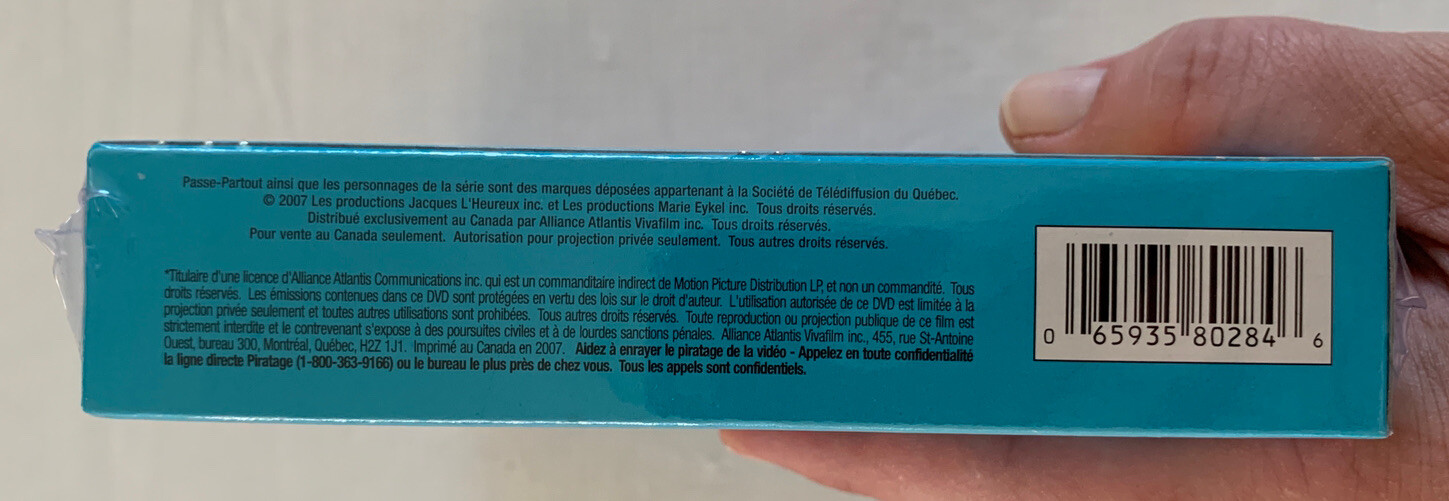 Passe-Partout ainsi que les personnages de la série sont des marques déposées appartenant à la Société de Télédiffusion du Québec.
© 2007 Les productions Jacques L'Heureux inc. et Les productions Marie Eykel inc. Tous droits réservés.
Distribué exclusivement au Canada par Alliance Atlantis Vivafilm inc. Tous droits réservés.
Pour vente au Canada seulement. Autorisation pour projection privée seulement. Tous autres droits réservés.
*Titulaire d'une licence d'Alliance Atlantis Communications inc. qui est un commanditaire indirect de Motion Picture Distribution LP, et non un commandité. Tous
droits réservés. Les émissions contenues dans ce DVD sont protégées en vertu des lois sur le droit d'auteur. L'utilisation autorisée de ce DVD est limitée à la
projection privée seulement et toutes autres utilisations sont prohibées. Tous autres droits réservés. Toute reproduction ou projection publique de ce film est
strictement interdite et le contrevenant s'expose à des poursuites civiles et à de lourdes sanctions pénales. Alliance Atlantis Vivafilm inc., 455, rue St-Antoine
Ouest, bureau 300, Montréal, Québec, H2Z 1J1. Imprimé au Canada en 2007. Aidez à enrayer le piratage de la vidéo - Appelez en toute confidentialité
la ligne directe Piratage (1-800-363-9166) ou le bureau le plus près de chez vous. Tous les appels sont confidentiels.
0 65935 80284 6